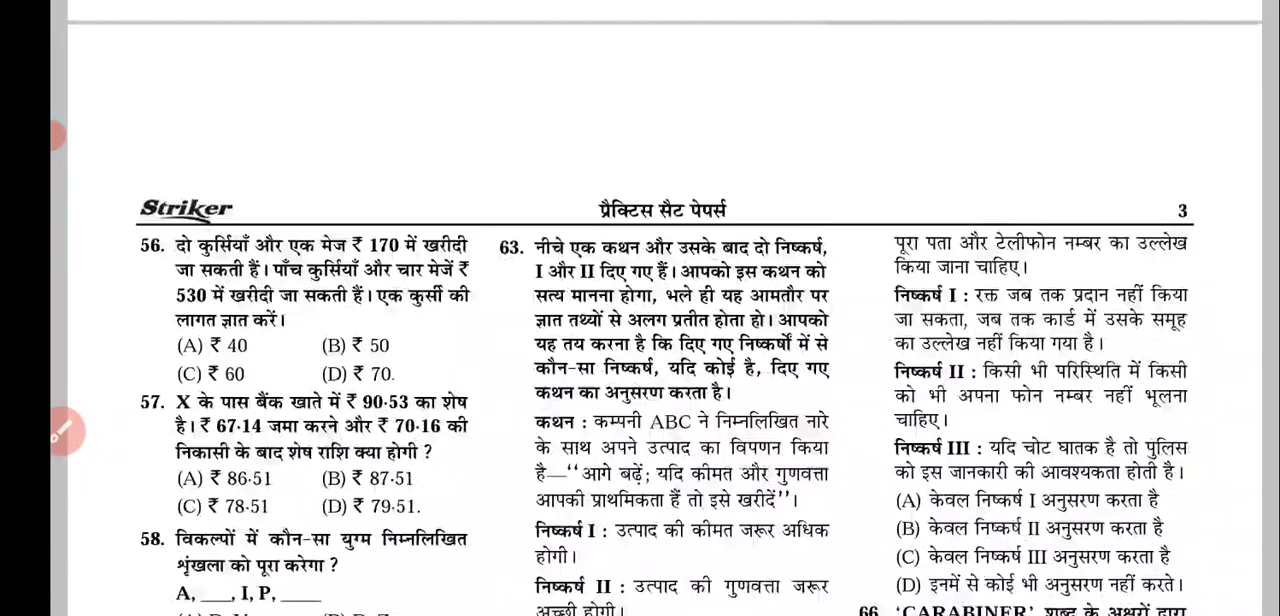 Striker
प्रैक्टिस सैट पेपर्स
3
56. दो कुर्सियाँ और एक मेज ₹ 170 में खरीदी
जा सकती हैं। पाँच कुर्सियाँ और चार मेजें ₹
530 में खरीदी जा सकती हैं। एक कुर्सी की
लागत ज्ञात करें।
(A) ₹ 40 (B) ₹ 50
(C) ₹ 60 (D) ₹ 70.
57. X के पास बैंक खाते में ₹ 90·53 का शेष
है। ₹ 67·14 जमा करने और ₹ 70·16 की
निकासी के बाद शेष राशि क्या होगी ?
(A) ₹ 86·51 (B) ₹ 87·51
(C) ₹ 78·51 (D) ₹ 79·51.
58. विकल्पों में कौन-सा युग्म निम्नलिखित
शृंखला को पूरा करेगा ?
A, ___, I, P, ____
63. नीचे एक कथन और उसके बाद दो निष्कर्ष,
I और II दिए गए हैं। आपको इस कथन को
सत्य मानना होगा, भले ही यह आमतौर पर
ज्ञात तथ्यों से अलग प्रतीत होता हो। आपको
यह तय करना है कि दिए गए निष्कर्षों में से
कौन-सा निष्कर्ष, यदि कोई है, दिए गए
कथन का अनुसरण करता है।
कथन : कम्पनी ABC ने निम्नलिखित नारे
के साथ अपने उत्पाद का विपणन किया
है—‘‘आगे बढ़ें; यदि कीमत और गुणवत्ता
आपकी प्राथमिकता हैं तो इसे खरीदें’’।
निष्कर्ष I : उत्पाद की कीमत जरूर अधिक
होगी।
निष्कर्ष II : उत्पाद की गुणवत्ता जरूर
अच्छी होगी।
पूरा पता और टेलीफोन नम्बर का उल्लेख
किया जाना चाहिए।
निष्कर्ष I : रक्त जब तक प्रदान नहीं किया
जा सकता, जब तक कार्ड में उसके समूह
का उल्लेख नहीं किया गया है।
निष्कर्ष II : किसी भी परिस्थिति में किसी
को भी अपना फोन नम्बर नहीं भूलना
चाहिए।
निष्कर्ष III : यदि चोट घातक है तो पुलिस
को इस जानकारी की आवश्यकता होती है।
(A) केवल निष्कर्ष I अनुसरण करता है
(B) केवल निष्कर्ष II अनुसरण करता है
(C) केवल निष्कर्ष III अनुसरण करता है
(D) इनमें से कोई भी अनुसरण नहीं करते।
66. ‘CARABINER’ शब्द के अक्षरों द्वारा